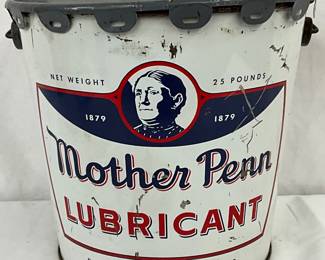 NET WEIGHT 25 POUNDS
1879 1879
Mother Penn
LUBRICANT